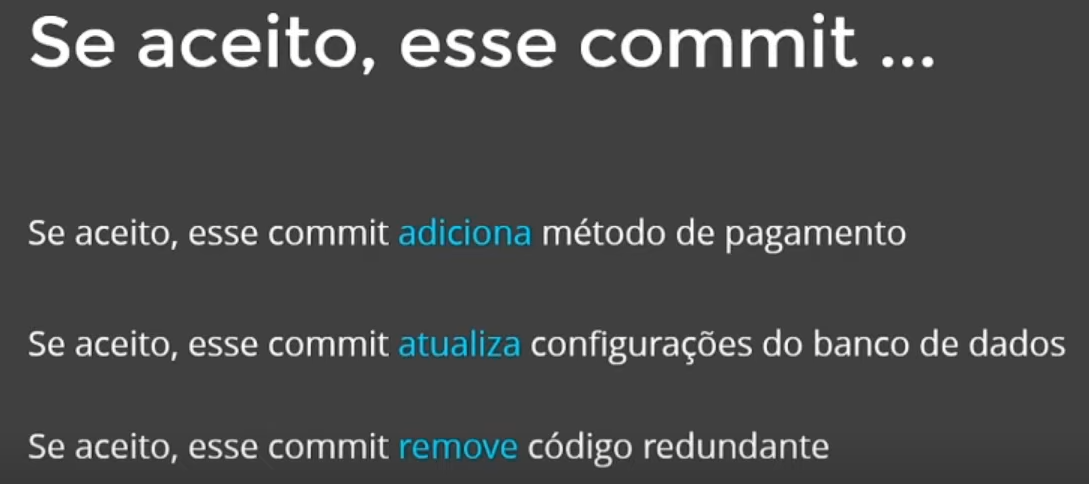 Se aceito, esse commit ...
Se aceito, esse commit adiciona método de pagamento
Se aceito, esse commit atualiza configurações do banco de dados
Se aceito, esse commit remove código redundante